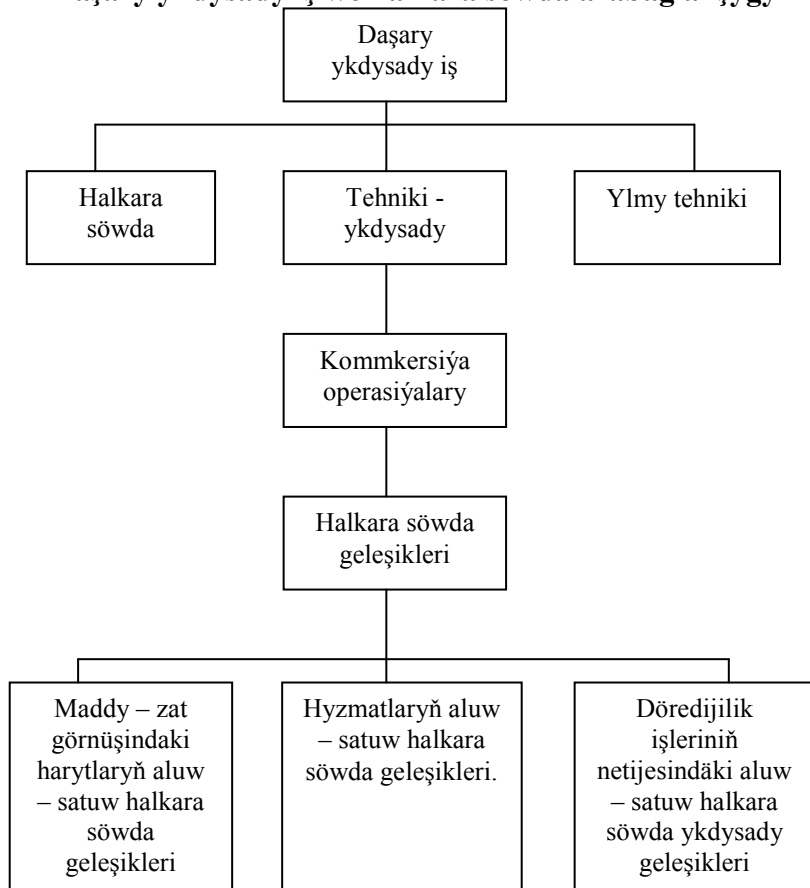 Daşary
ykdysady iş
Halkara
söwda
Tehniki -
ykdysady
Ylmy tehniki
Kommkersiýa
operasiýalary
Halkara söwda
geleşikleri
Maddy – zat
görnüşindaki
harytlaryň aluw
– satuw halkara
söwda
geleşikleri
Hyzmatlaryň aluw
– satuw halkara
söwda geleşikleri.
Döredijilik
işleriniň
netijesindäki aluw
– satuw halkara
söwda ykdysady
geleşikleri